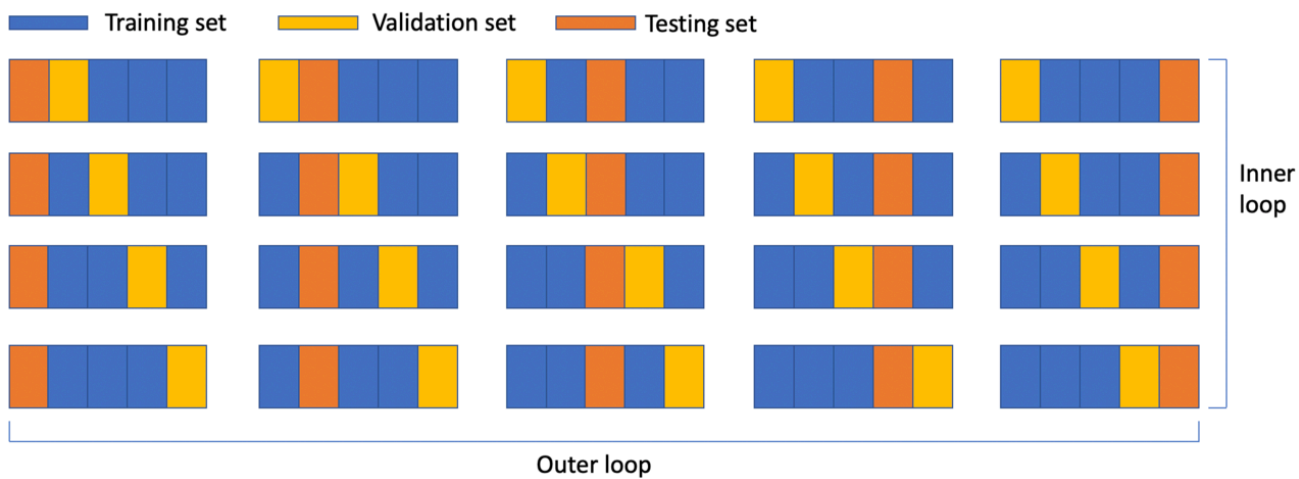 Training set
Validation set
Testing set
Inner
loop
Outer loop